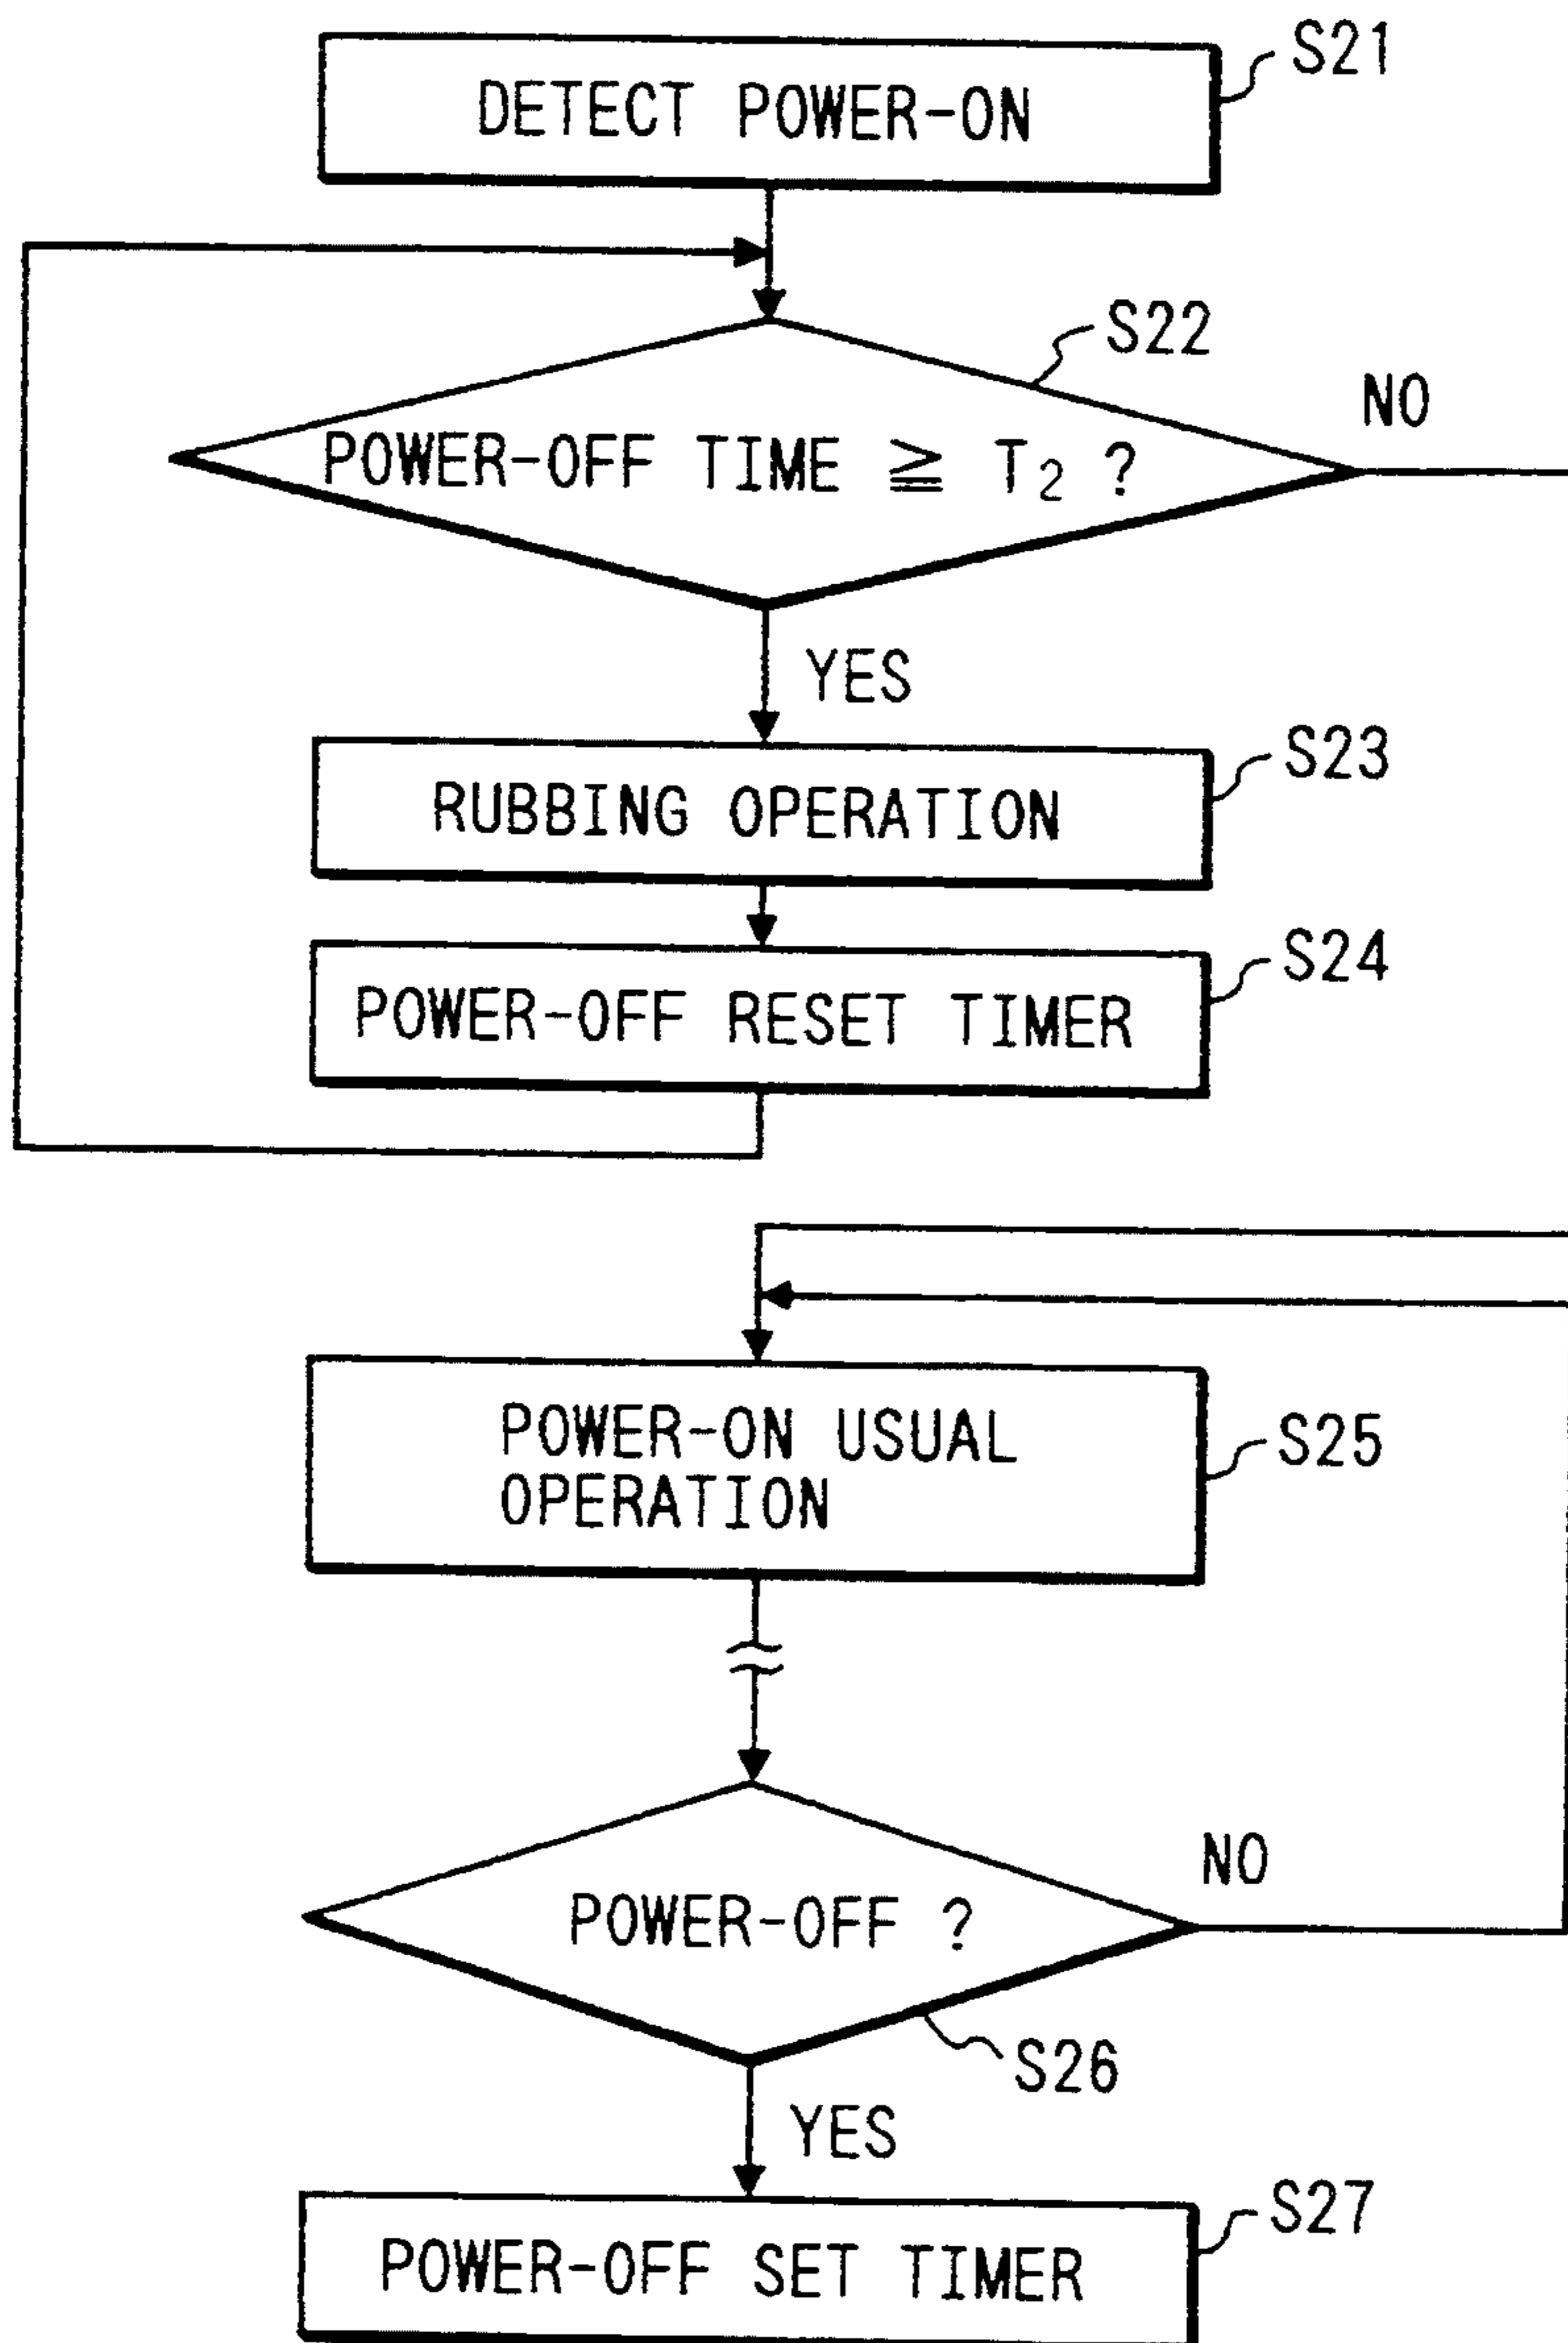 S21
DETECT POWER-ON
S22
NO
POWER-OFF TIME ≧ T₂ ?
YES
S23
RUBBING OPERATION
S24
POWER-OFF RESET TIMER
POWER-ON USUAL
OPERATION
S25
NO
POWER-OFF ?
S26
YES
S27
POWER-OFF SET TIMER